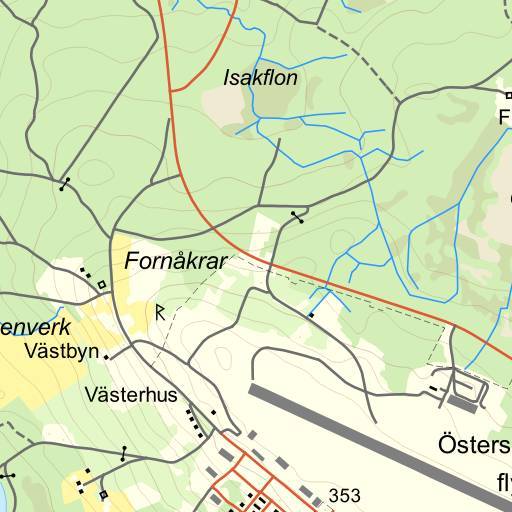 Isakflon
F
Fornåkrar
enverk
Västbyn
Västerhus
Östers
fly
353